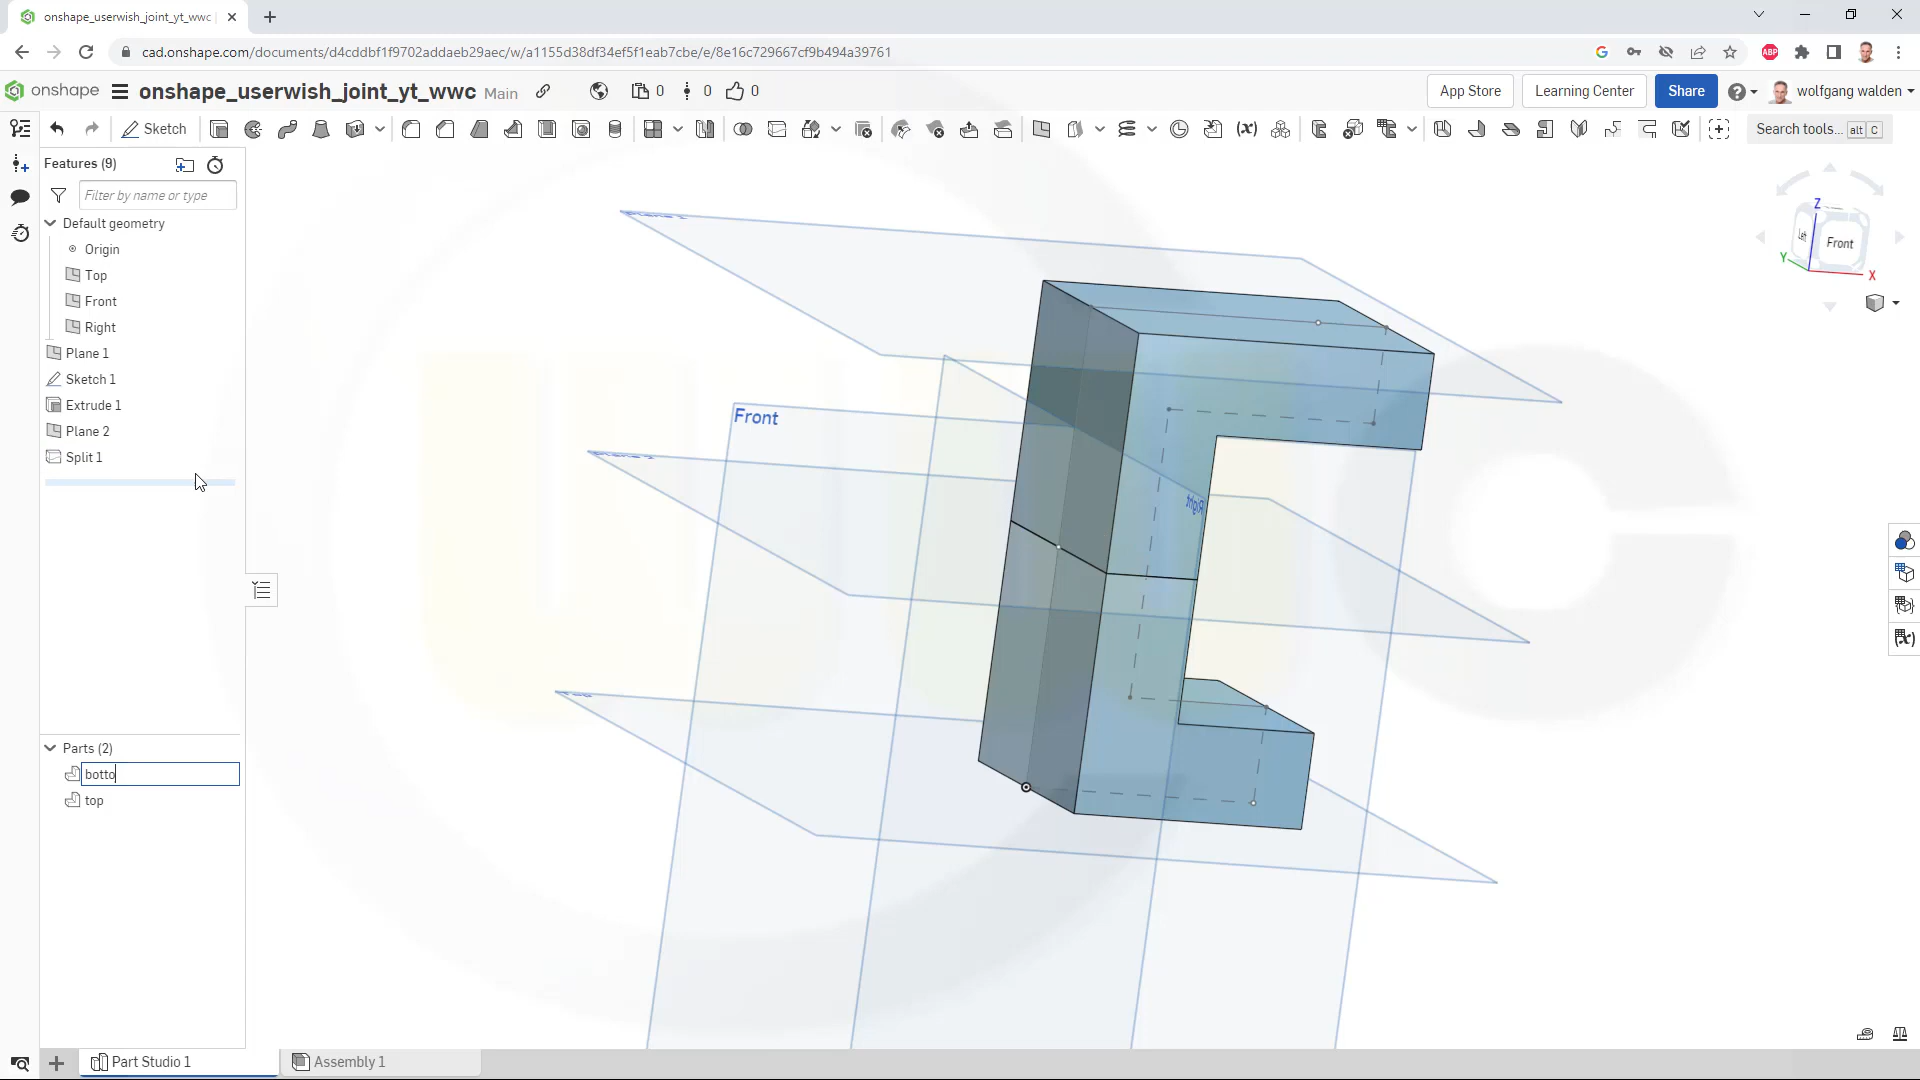 onshape_userwish_joint_yt_wwc
cad.onshape.com/documents/d4cddbf1f9702addaeb29aec/w/a1155d38df34ef5f1eab7cbe/e/8e16c729667cf9b494a39761
ABP
onshape
onshape_userwish_joint_yt_wwc Main
0
0
0
App Store
Learning Center
Share
wolfgang walden
Sketch
Search tools... alt C
Features (9)
Filter by name or type
Default geometry
Origin
Top
Front
Right
Plane 1
Sketch 1
Extrude 1
Plane 2
Split 1
Front
Right
Z
Left
Front
Y
X
Parts (2)
botto
top
Part Studio 1
Assembly 1